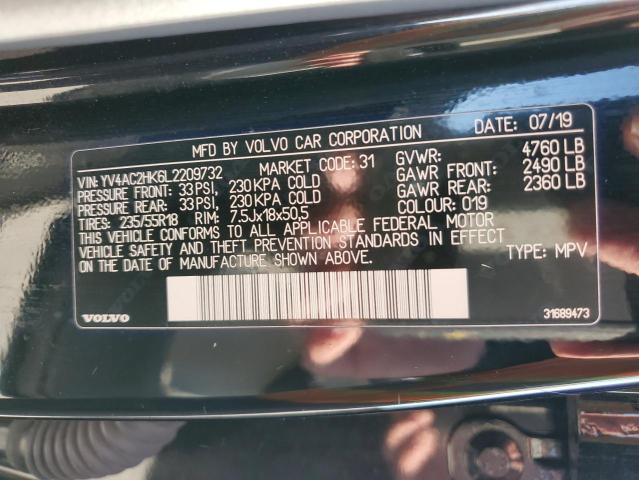 MFD BY VOLVO CAR CORPORATION DATE: 07/19
VIN: YV4AC2HK6L2209732 MARKET CODE: 31 GVWR: 4760 LB
PRESSURE FRONT: 33 PSI, 230 KPA COLD GAWR FRONT: 2490 LB
PRESSURE REAR: 33 PSI, 230 KPA COLD GAWR REAR: 2360 LB
TIRES: 235/55R18 RIM: 7.5Jx18x50,5 COLOUR: 019
THIS VEHICLE CONFORMS TO ALL APPLICABLE FEDERAL MOTOR
VEHICLE SAFETY AND THEFT PREVENTION STANDARDS IN EFFECT
ON THE DATE OF MANUFACTURE SHOWN ABOVE. TYPE: MPV
VOLVO 31689473